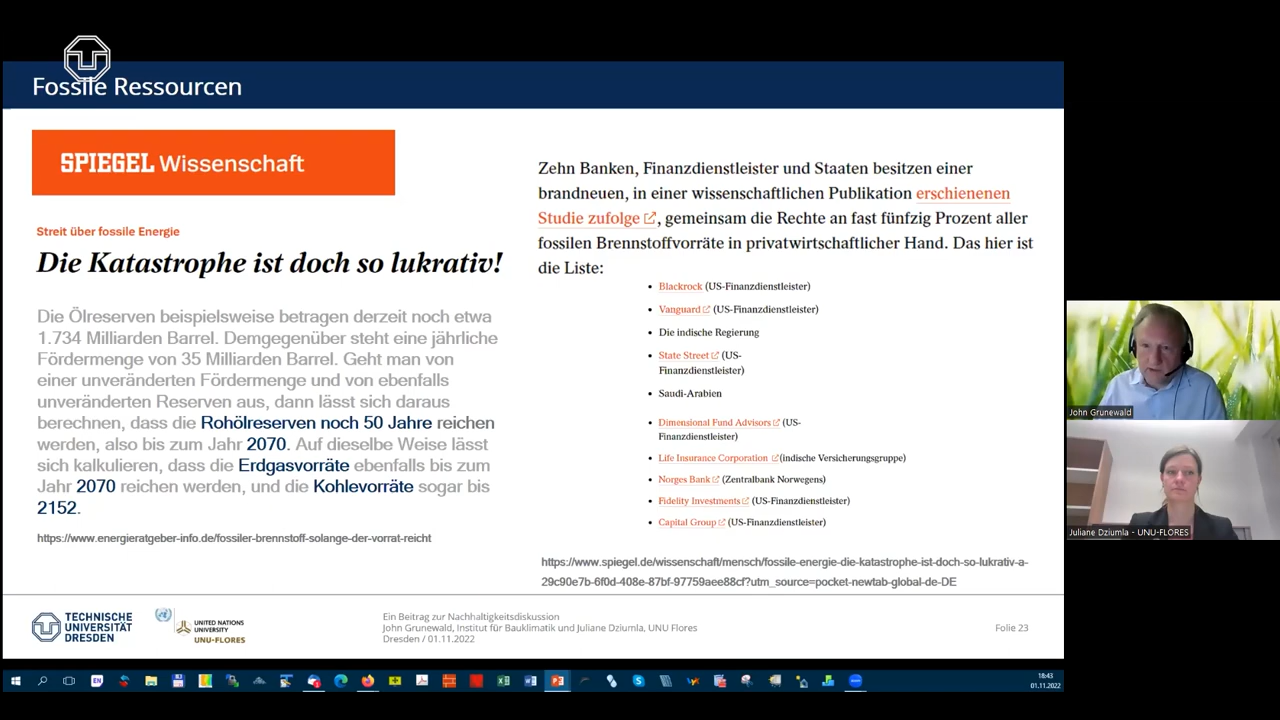 Fossile Ressourcen
SPIEGEL Wissenschaft
Streit über fossile Energie
Die Katastrophe ist doch so lukrativ!
Die Ölreserven beispielsweise betragen derzeit noch etwa
1.734 Milliarden Barrel. Demgegenüber steht eine jährliche
Fördermenge von 35 Milliarden Barrel. Geht man von
einer unveränderten Fördermenge und von ebenfalls
unveränderten Reserven aus, dann lässt sich daraus
berechnen, dass die Rohölreserven noch 50 Jahre reichen
werden, also bis zum Jahr 2070. Auf dieselbe Weise lässt
sich kalkulieren, dass die Erdgasvorräte ebenfalls bis zum
Jahr 2070 reichen werden, und die Kohlevorräte sogar bis
2152.
https://www.energieratgeber-info.de/fossiler-brennstoff-solange-der-vorrat-reicht
Zehn Banken, Finanzdienstleister und Staaten besitzen einer
brandneuen, in einer wissenschaftlichen Publikation erschienenen
Studie zufolge, gemeinsam die Rechte an fast fünfzig Prozent aller
fossilen Brennstoffvorräte in privatwirtschaftlicher Hand. Das hier ist
die Liste:
• Blackrock (US-Finanzdienstleister)
• Vanguard (US-Finanzdienstleister)
• Die indische Regierung
• State Street (US-
Finanzdienstleister)
• Saudi-Arabien
• Dimensional Fund Advisors (US-
Finanzdienstleister)
• Life Insurance Corporation (indische Versicherungsgruppe)
• Norges Bank (Zentralbank Norwegens)
• Fidelity Investments (US-Finanzdienstleister)
• Capital Group (US-Finanzdienstleister)
https://www.spiegel.de/wissenschaft/mensch/fossile-energie-die-katastrophe-ist-doch-so-lukrativ-a-
29c90e7b-6f0d-408e-87bf-97759aee88cf?utm_source=pocket-newtab-global-de-DE
TECHNISCHE
UNIVERSITÄT
DRESDEN
UNITED NATIONS
UNIVERSITY
UNU-FLORES
Ein Beitrag zur Nachhaltigkeitsdiskussion
John Grunewald, Institut für Bauklimatik und Juliane Dziumla, UNU Flores
Dresden / 01.11.2022
Folie 23
John Grunewald
Juliane Dziumla - UNU-FLORES
EN
18:43
01.11.2022